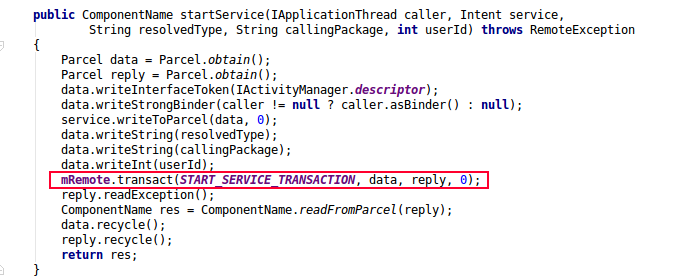 public ComponentName startService(IApplicationThread caller, Intent service,
        String resolvedType, String callingPackage, int userId) throws RemoteException
{
    Parcel data = Parcel.obtain();
    Parcel reply = Parcel.obtain();
    data.writeInterfaceToken(IActivityManager.descriptor);
    data.writeStrongBinder(caller != null ? caller.asBinder() : null);
    service.writeToParcel(data, 0);
    data.writeString(resolvedType);
    data.writeString(callingPackage);
    data.writeInt(userId);
    mRemote.transact(START_SERVICE_TRANSACTION, data, reply, 0);
    reply.readException();
    ComponentName res = ComponentName.readFromParcel(reply);
    data.recycle();
    reply.recycle();
    return res;
}